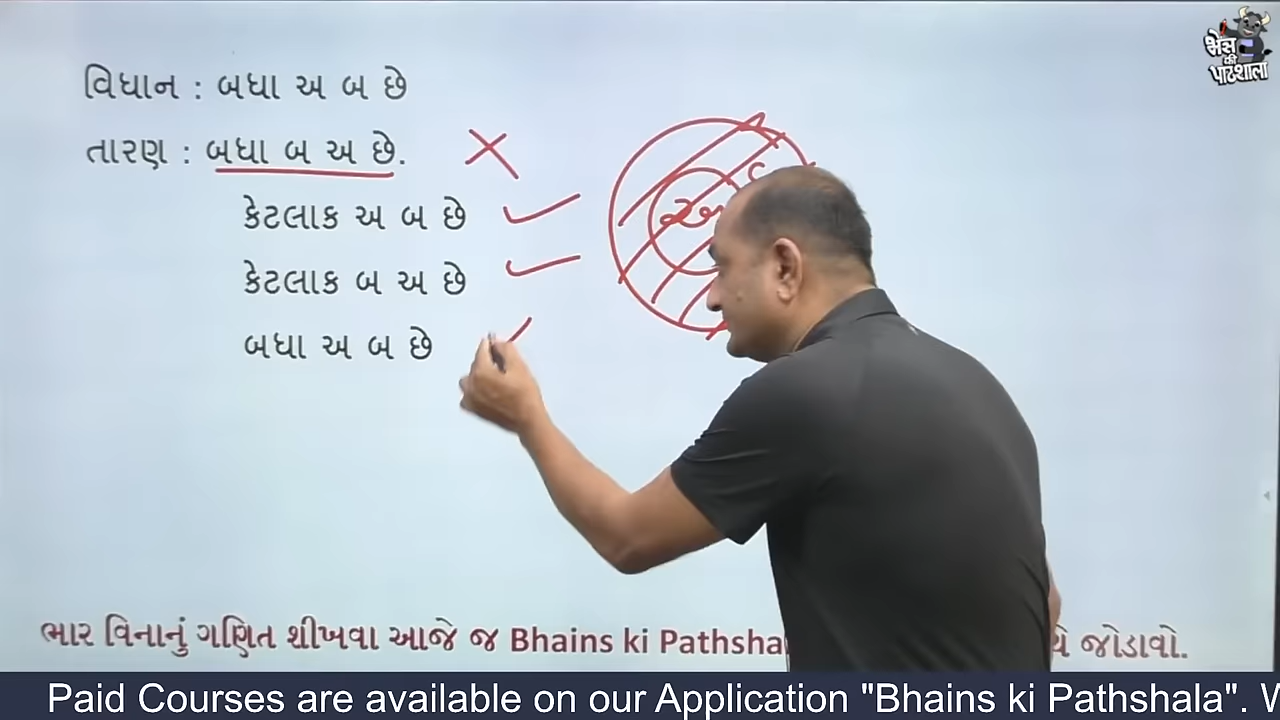 भैंस
की
पाठशाला
વિધાન : બધા અ બ છે
તારણ : બધા બ અ છે.
કેટલાક અ બ છે
કેટલાક બ અ છે
બધા અ બ છે
અ
ભાર વિનાનું ગણિત શીખવા આજે જ Bhains ki Pathsha જોડાવો.
Paid Courses are available on our Application "Bhains ki Pathshala". W